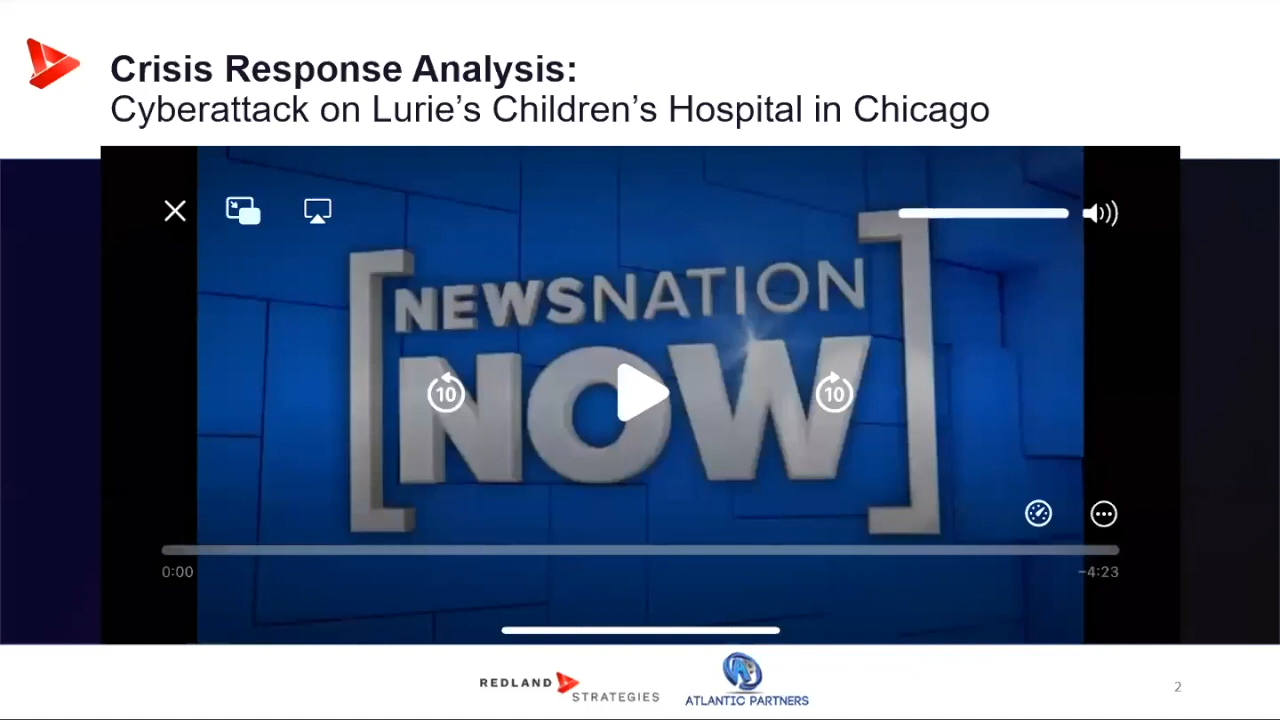 Crisis Response Analysis:
Cyberattack on Lurie’s Children’s Hospital in Chicago
NEWSNATION
NOW
10
10
0:00
−4:23
REDLAND
STRATEGIES
ATLANTIC PARTNERS
2